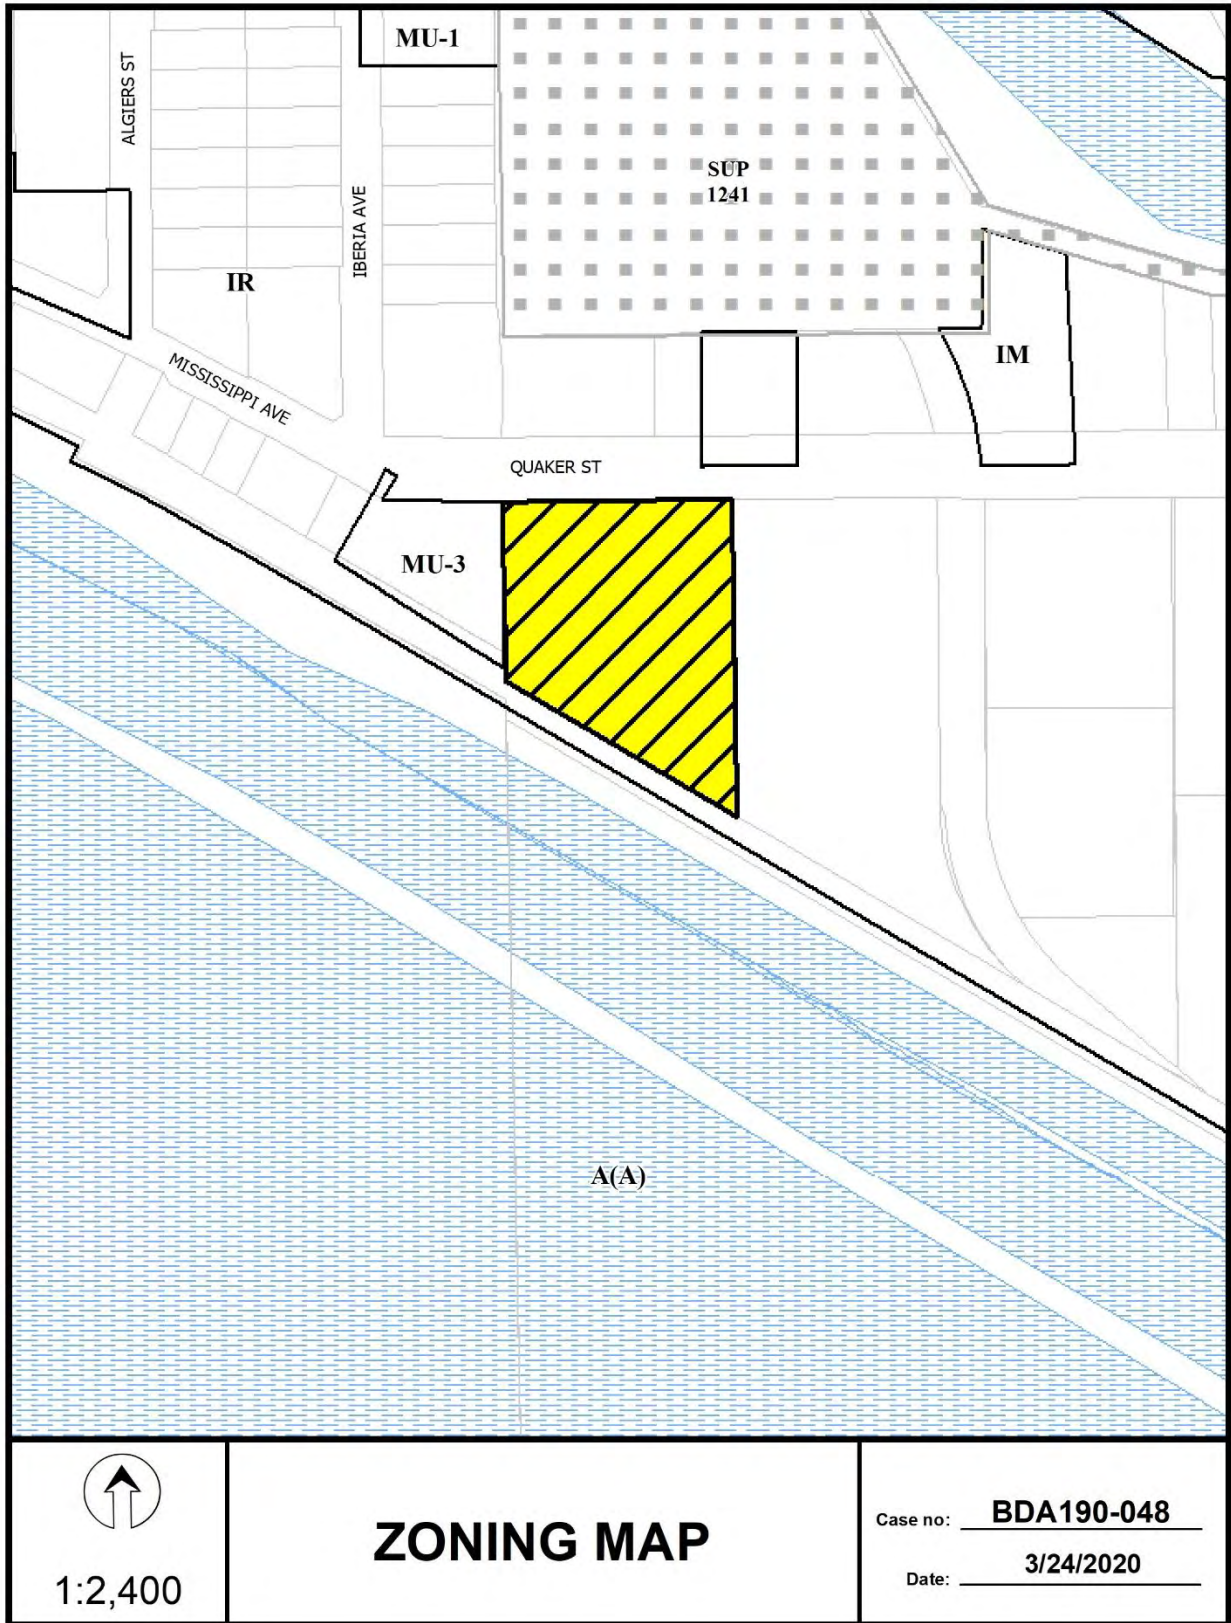 MU-1
ALGIERS ST
SUP
1241
IBERIA AVE
IR
IM
MISSISSIPPI AVE
QUAKER ST
MU-3
A(A)
1:2,400
ZONING MAP
Case no: BDA190-048
Date: 3/24/2020